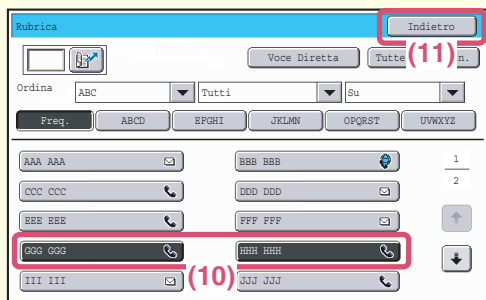 Rubrica Indietro
(11)
Voce Diretta Tutte n.
Ordina ABC Tutti Su
Freq. ABCD EFGHI JKLMN OPQRST UVWXYZ
AAA AAA BBB BBB 1
CCC CCC DDD DDD 2
EEE EEE FFF FFF
GGG GGG HHH HHH
(10)
III III JJJ JJJ